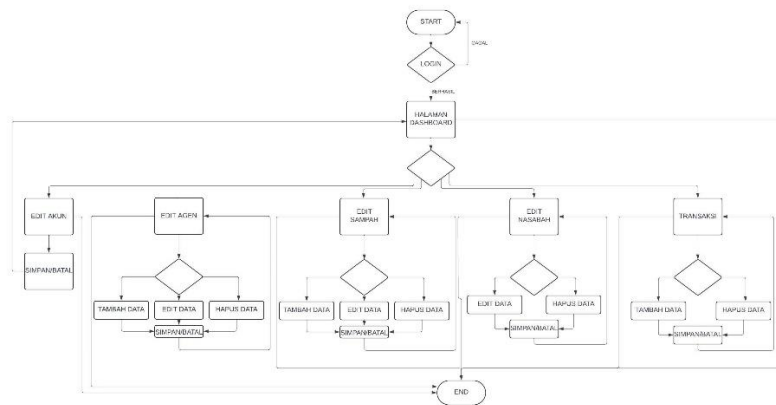 START
GAGAL
LOGIN
BERHASIL
HALAMAN
DASHBOARD
EDIT AKUN
EDIT AGEN
EDIT
SAMPAH
EDIT
NASABAH
TRANSAKSI
SIMPAN/BATAL
TAMBAH DATA
EDIT DATA
HAPUS DATA
TAMBAH DATA
EDIT DATA
HAPUS DATA
EDIT DATA
HAPUS DATA
TAMBAH DATA
HAPUS DATA
SIMPAN/BATAL
SIMPAN/BATAL
SIMPAN/BATAL
SIMPAN/BATAL
END